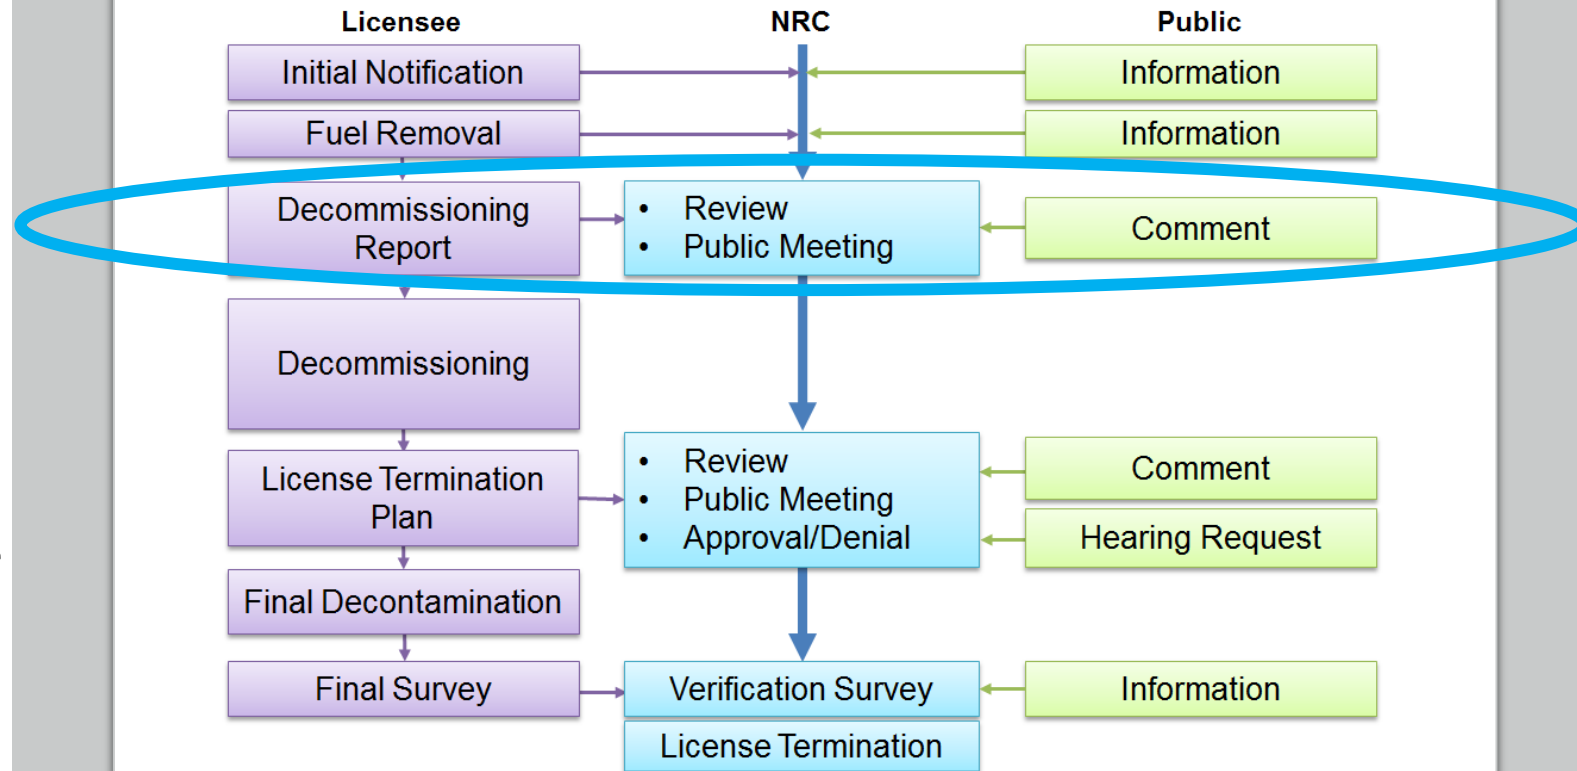 Licensee NRC Public
Initial Notification Information
Fuel Removal Information
Decommissioning
Report
• Review
• Public Meeting
Comment
Decommissioning
License Termination
Plan
• Review
• Public Meeting
• Approval/Denial
Comment
Hearing Request
Final Decontamination
Final Survey Verification Survey Information
License Termination